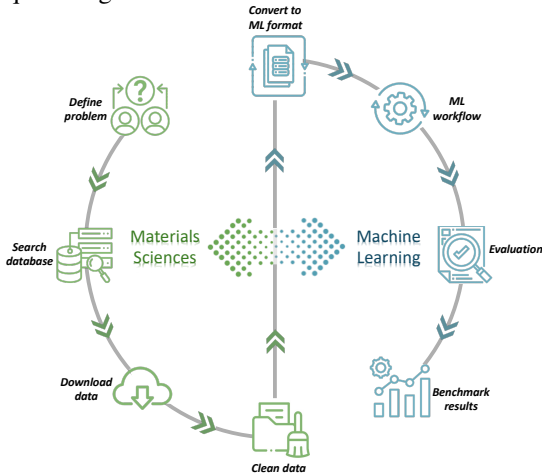 Convert to
ML format
Define
problem
?
ML
workflow
Search
database
Materials
Sciences
Machine
Learning
Evaluation
Download
data
Benchmark
results
Clean data